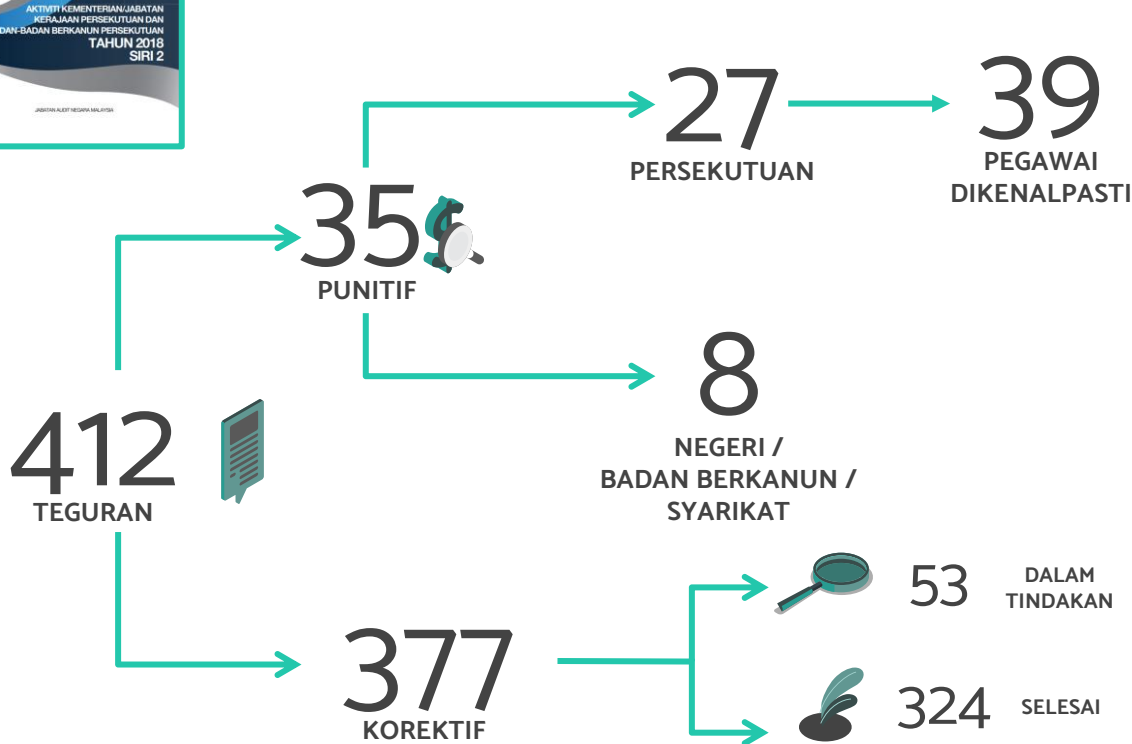 AKTIVITI KEMENTERIAN/JABATAN
KERAJAAN PERSEKUTUAN DAN
DAN-BADAN BERKANUN PERSEKUTUAN
TAHUN 2018
SIRI 2
JABATAN AUDIT NEGARA MALAYSIA
27
PERSEKUTUAN
39
PEGAWAI
DIKENALPASTI
35
PUNITIF
8
NEGERI /
BADAN BERKANUN /
SYARIKAT
412
TEGURAN
377
KOREKTIF
53
DALAM
TINDAKAN
324
SELESAI